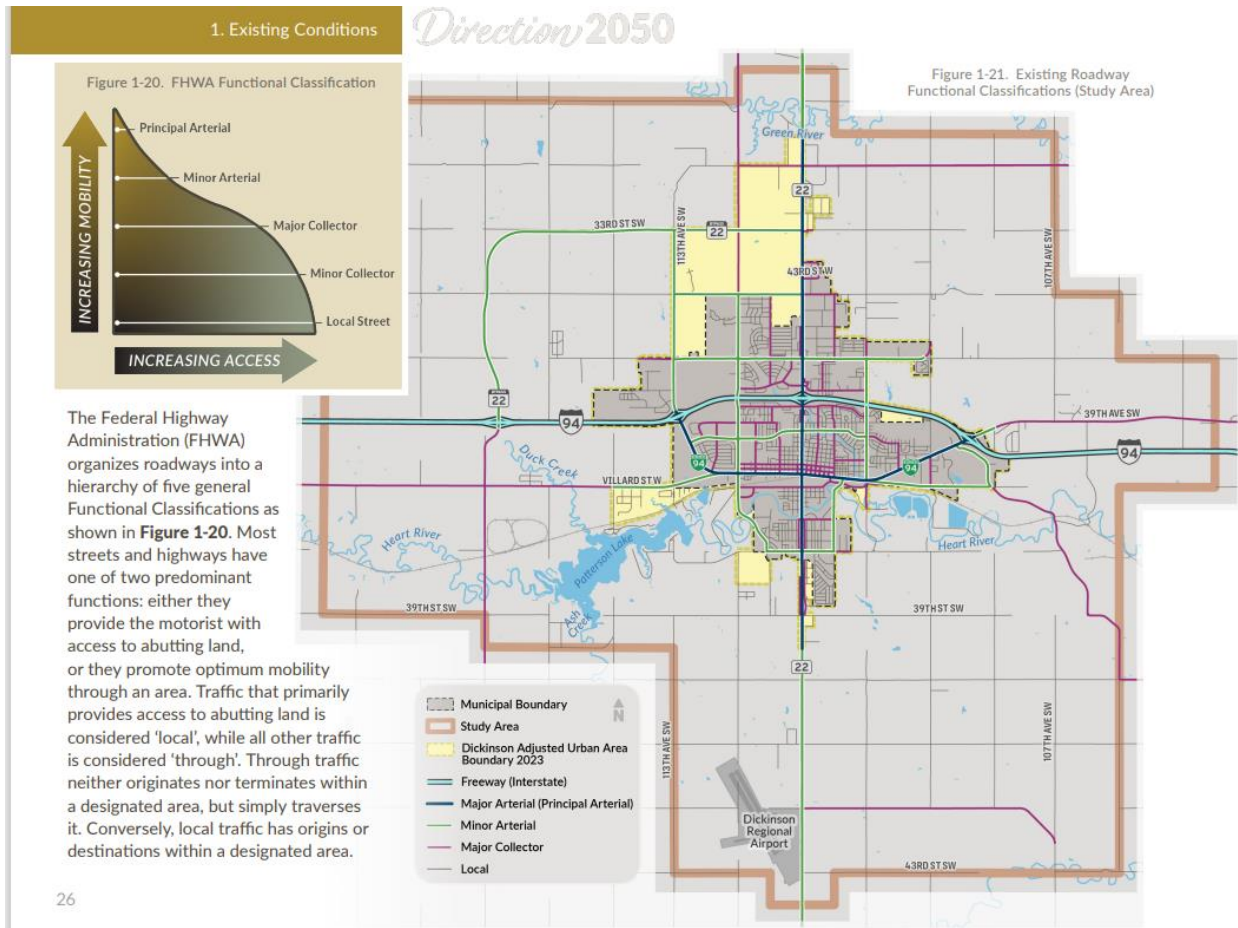 1. Existing Conditions
Direction 2050
Figure 1-20. FHWA Functional Classification
INCREASING MOBILITY
Principal Arterial
Minor Arterial
Major Collector
Minor Collector
Local Street
INCREASING ACCESS
The Federal Highway
Administration (FHWA)
organizes roadways into a
hierarchy of five general
Functional Classifications as
shown in Figure 1-20. Most
streets and highways have
one of two predominant
functions: either they
provide the motorist with
access to abutting land,
or they promote optimum mobility
through an area. Traffic that primarily
provides access to abutting land is
considered ‘local’, while all other traffic
is considered ‘through’. Through traffic
neither originates nor terminates within
a designated area, but simply traverses
it. Conversely, local traffic has origins or
destinations within a designated area.
26
Figure 1-21. Existing Roadway
Functional Classifications (Study Area)
Green River
22
33RD ST SW
113TH AVE SW
22
43RD ST W
107TH AVE SW
22
94
39TH AVE SW
94
Duck Creek
94
94
VILLARD ST W
Heart River
Patterson Lake
Heart River
39TH ST SW
Ash
Creek
39TH ST SW
22
Municipal Boundary
N
Study Area
Dickinson Adjusted Urban Area
Boundary 2023
Freeway (Interstate)
Major Arterial (Principal Arterial)
Minor Arterial
Major Collector
Local
113TH AVE SW
107TH AVE SW
Dickinson
Regional
Airport
43RD ST SW